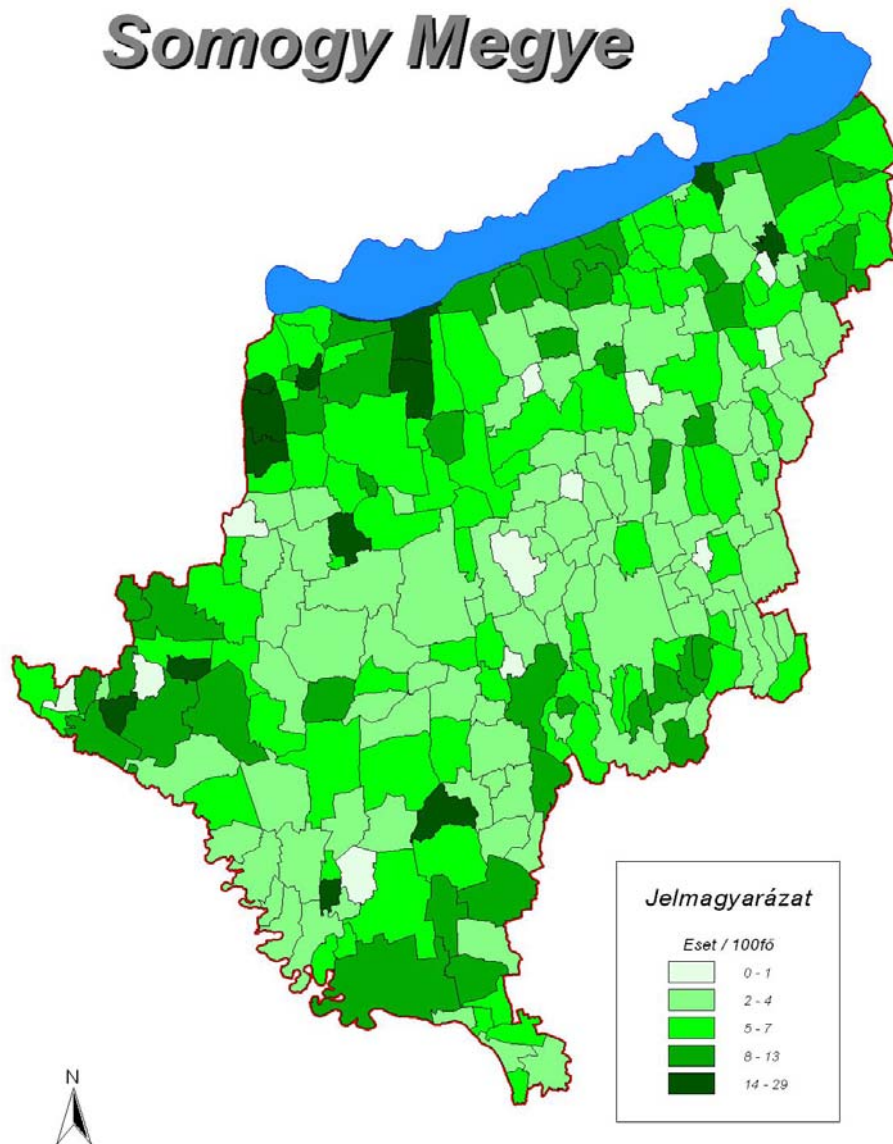 Somogy Megye
Jelmagyarázat
Eset / 100fő
0 - 1
2 - 4
5 - 7
8 - 13
14 - 29
N